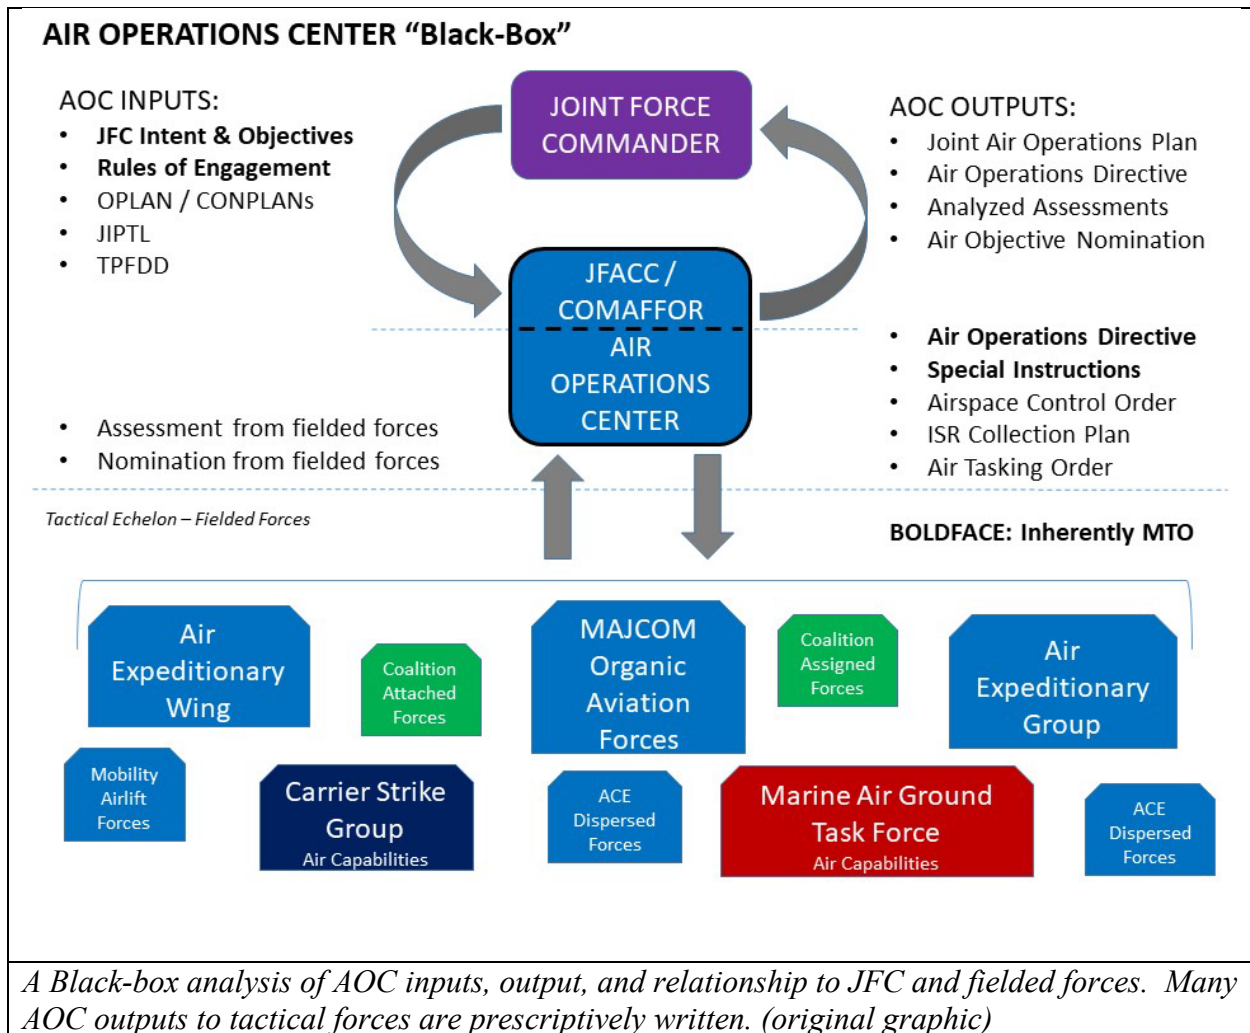 AIR OPERATIONS CENTER “Black-Box”
AOC INPUTS:
• JFC Intent & Objectives
• Rules of Engagement
• OPLAN / CONPLANs
• JIPTL
• TPFDD
JOINT FORCE
COMMANDER
AOC OUTPUTS:
• Joint Air Operations Plan
• Air Operations Directive
• Analyzed Assessments
• Air Objective Nomination
JFACC /
COMAFFOR
AIR
OPERATIONS
CENTER
• Air Operations Directive
• Special Instructions
• Airspace Control Order
• ISR Collection Plan
• Air Tasking Order
• Assessment from fielded forces
• Nomination from fielded forces
Tactical Echelon – Fielded Forces
BOLDFACE: Inherently MTO
Air
Expeditionary
Wing
Coalition
Attached
Forces
MAJCOM
Organic
Aviation
Forces
Coalition
Assigned
Forces
Air
Expeditionary
Group
Mobility
Airlift
Forces
Carrier Strike
Group
Air Capabilities
ACE
Dispersed
Forces
Marine Air Ground
Task Force
Air Capabilities
ACE
Dispersed
Forces
A Black-box analysis of AOC inputs, output, and relationship to JFC and fielded forces. Many
AOC outputs to tactical forces are prescriptively written. (original graphic)